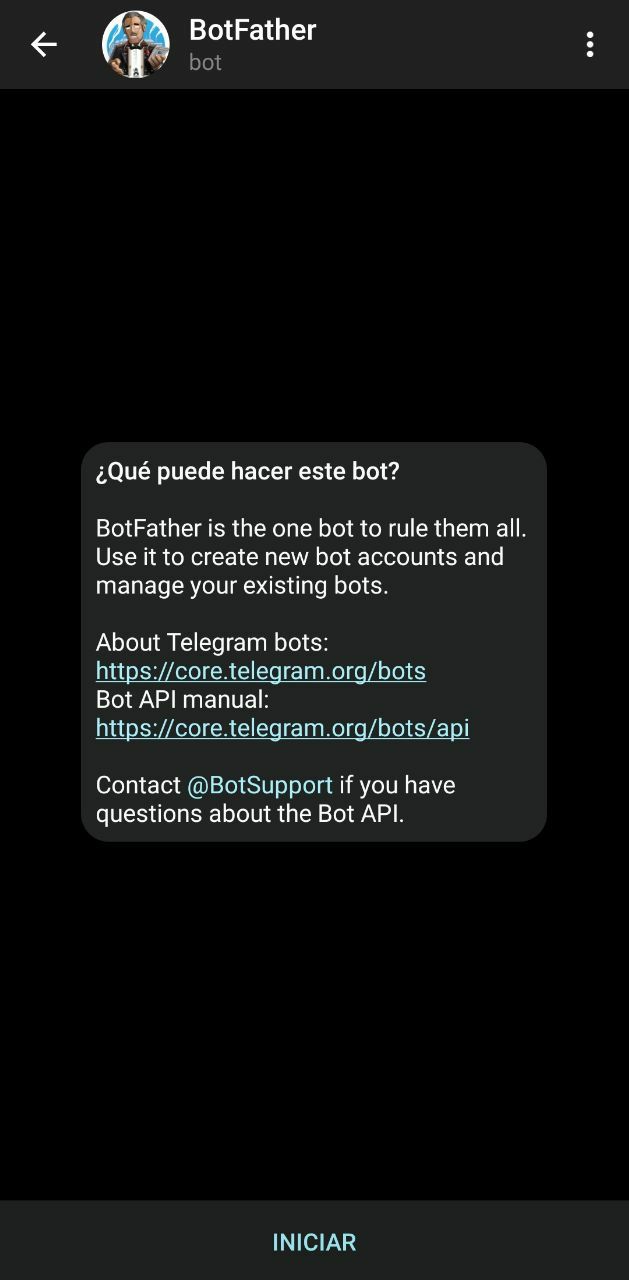 BotFather
bot
¿Qué puede hacer este bot?
BotFather is the one bot to rule them all.
Use it to create new bot accounts and
manage your existing bots.
About Telegram bots:
https://core.telegram.org/bots
Bot API manual:
https://core.telegram.org/bots/api
Contact @BotSupport if you have
questions about the Bot API.
INICIAR